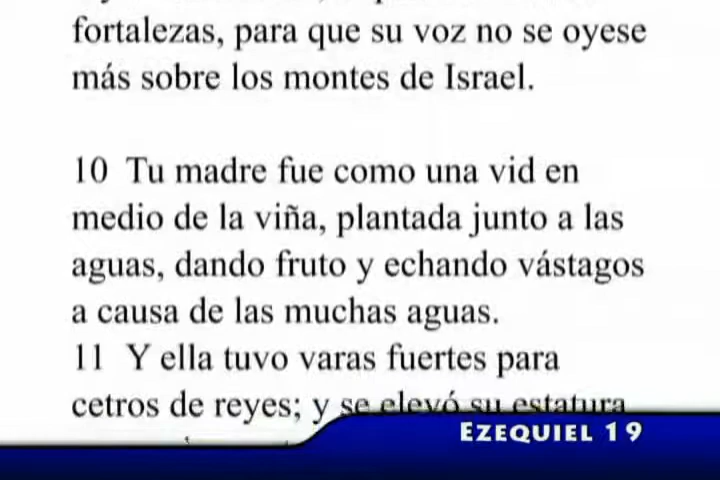 fortalezas, para que su voz no se oyese
más sobre los montes de Israel.
10 Tu madre fue como una vid en
medio de la viña, plantada junto a las
aguas, dando fruto y echando vástagos
a causa de las muchas aguas.
11 Y ella tuvo varas fuertes para
cetros de reyes; y se elevó su estatura
EZEQUIEL 19